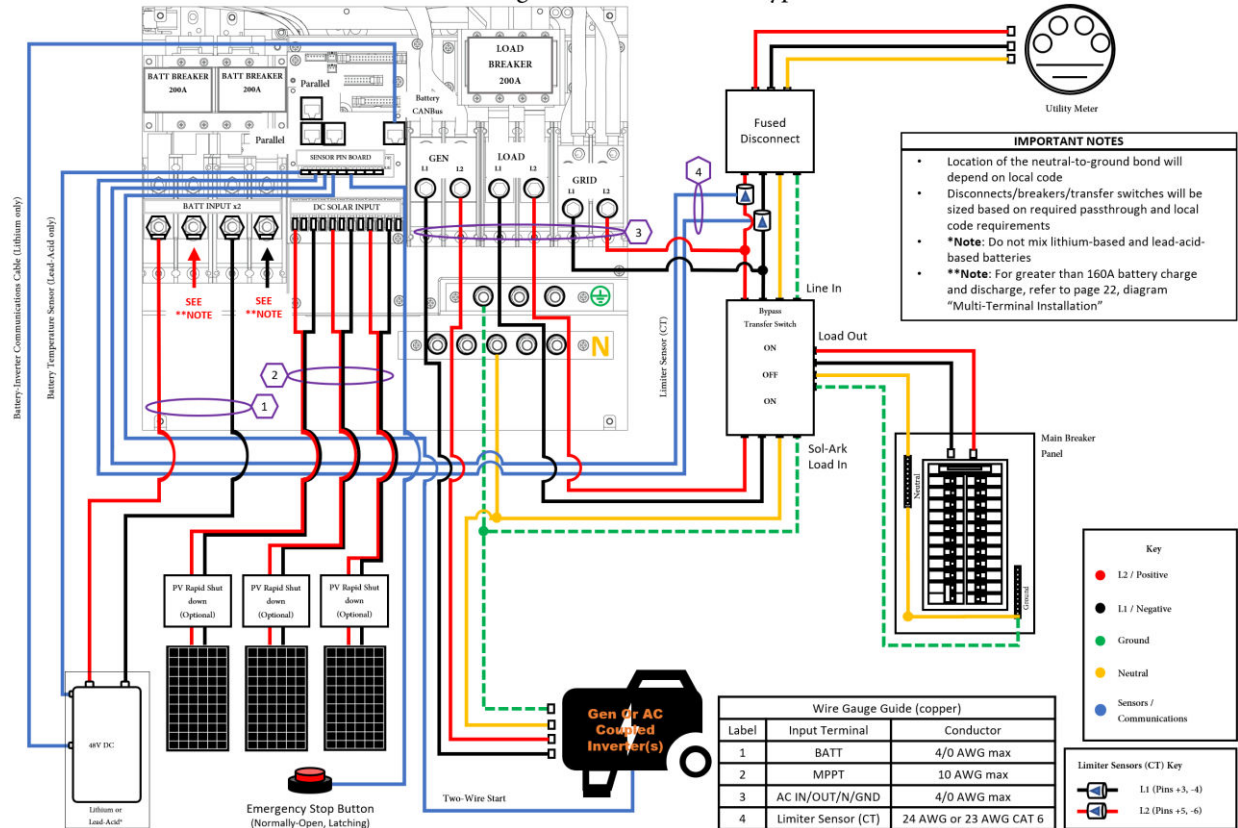 BATT BREAKER
200A
BATT BREAKER
200A
Parallel
Parallel
Battery
CANBus
LOAD
BREAKER
200A
SENSOR PIN BOARD
BATT INPUT x2
DC SOLAR INPUT
GEN
L1
L2
LOAD
L1
L2
GRID
L1
L2
SEE
**NOTE
SEE
**NOTE
N
1
2
3
4
Battery-Inverter Communications Cable (Lithium only)
Battery Temperature Sensor (Lead-Acid only)
Limiter Sensor (CT)
Fused
Disconnect
Utility Meter
IMPORTANT NOTES
• Location of the neutral-to-ground bond will
depend on local code
• Disconnects/breakers/transfer switches will be
sized based on required passthrough and local
code requirements
• *Note: Do not mix lithium-based and lead-acid-
based batteries
• **Note: For greater than 160A battery charge
and discharge, refer to page 22, diagram
“Multi-Terminal Installation”
Line In
Bypass
Transfer Switch
ON
OFF
ON
Load Out
Sol-Ark
Load In
Main Breaker
Panel
Neutral
Ground
Key
L2 / Positive
L1 / Negative
Ground
Neutral
Sensors /
Communications
PV Rapid Shut
down
(Optional)
PV Rapid Shut
down
(Optional)
PV Rapid Shut
down
(Optional)
48V DC
Lithium or
Lead-Acid*
Emergency Stop Button
(Normally-Open, Latching)
Two-Wire Start
Gen Or AC
Coupled
Inverter(s)
Wire Gauge Guide (copper)
Label Input Terminal Conductor
1 BATT 4/0 AWG max
2 MPPT 10 AWG max
3 AC IN/OUT/N/GND 4/0 AWG max
4 Limiter Sensor (CT) 24 AWG or 23 AWG CAT 6
Limiter Sensors (CT) Key
L1 (Pins +3, -4)
L2 (Pins +5, -6)